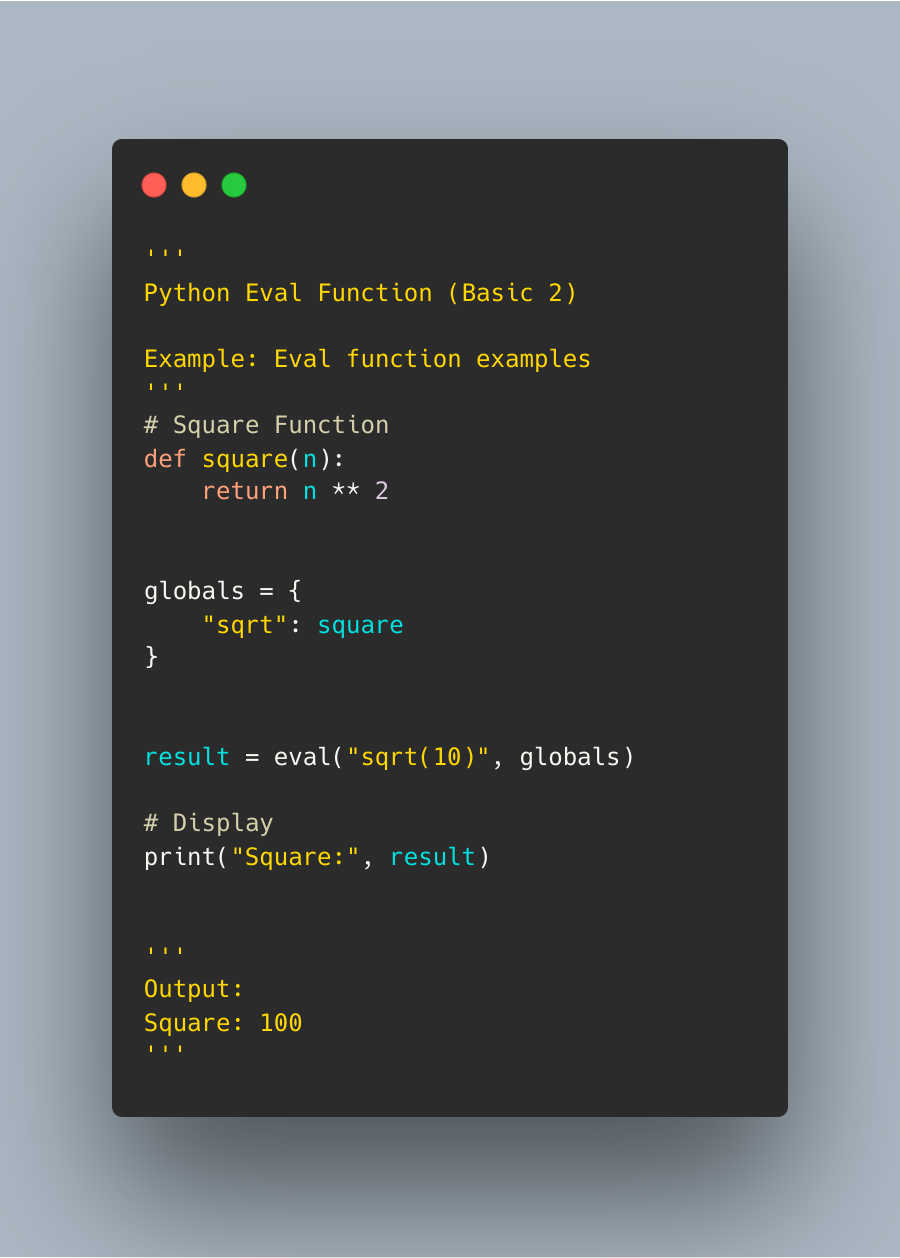 '''
Python Eval Function (Basic 2)
Example: Eval function examples
'''
# Square Function
def square(n):
    return n ** 2
globals = {
    "sqrt": square
}
result = eval("sqrt(10)", globals)
# Display
print("Square:", result)
'''
Output:
Square: 100
'''